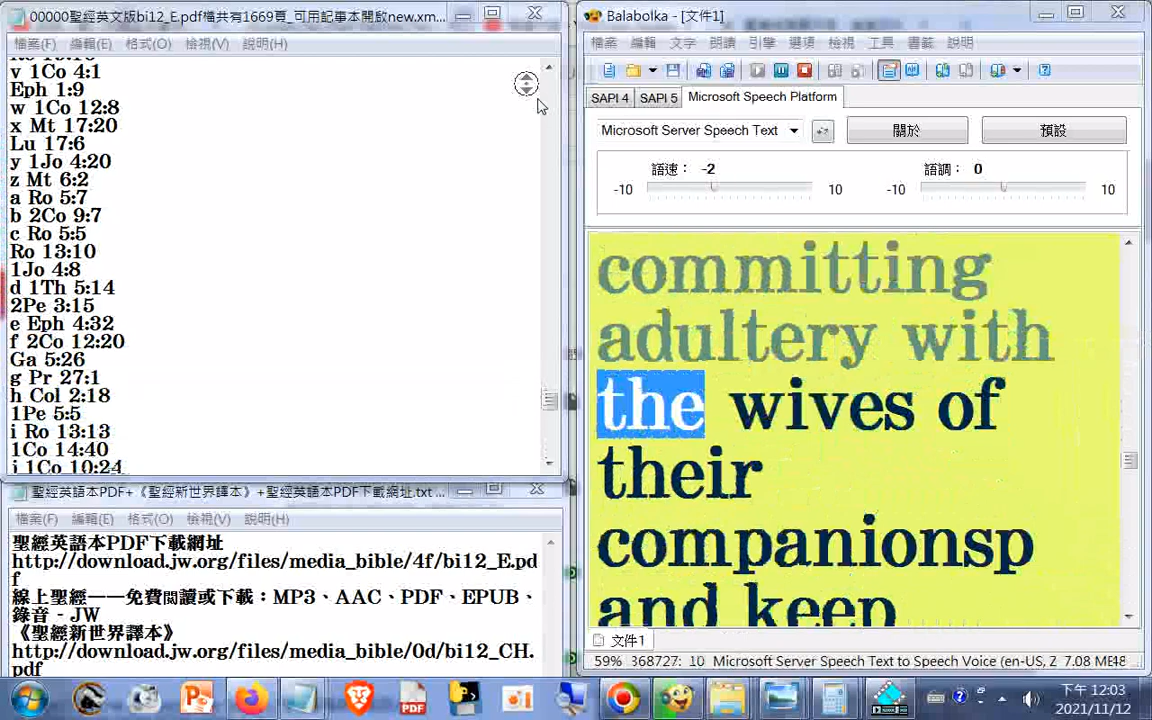 00000聖經英文版bi12_E.pdf檔共有1669頁_可用記事本開啟new.xm...
檔案(F) 編輯(E) 格式(O) 檢視(V) 說明(H)
v 1Co 4:1
Eph 1:9
w 1Co 12:8
x Mt 17:20
Lu 17:6
y 1Jo 4:20
z Mt 6:2
a Ro 5:7
b 2Co 9:7
c Ro 5:5
Ro 13:10
1Jo 4:8
d 1Th 5:14
2Pe 3:15
e Eph 4:32
f 2Co 12:20
Ga 5:26
g Pr 27:1
h Col 2:18
1Pe 5:5
i Ro 13:13
1Co 14:40
j 1Co 10:24
聖經英語本PDF+《聖經新世界譯本》+聖經英語本PDF下載網址.txt ...
檔案(F) 編輯(E) 格式(O) 檢視(V) 說明(H)
聖經英語本PDF下載網址
http://download.jw.org/files/media_bible/4f/bi12_E.pd
f
線上聖經——免費閱讀或下載：MP3、AAC、PDF、EPUB、
錄音 - JW
《聖經新世界譯本》
http://download.jw.org/files/media_bible/0d/bi12_CH.
pdf
Balabolka - [文件1]
檔案 編輯 文字 朗讀 引擎 選項 檢視 工具 書籤 說明
SAPI 4 SAPI 5 Microsoft Speech Platform
Microsoft Server Speech Text 關於 預設
語速： -2 語調： 0
-10 10 -10 10
committing
adultery with
the wives of
their
companionsp
and keep
文件1
59% 368727: 10 Microsoft Server Speech Text to Speech Voice (en-US, Z 7.08 ME48
下午 12:03
2021/11/12